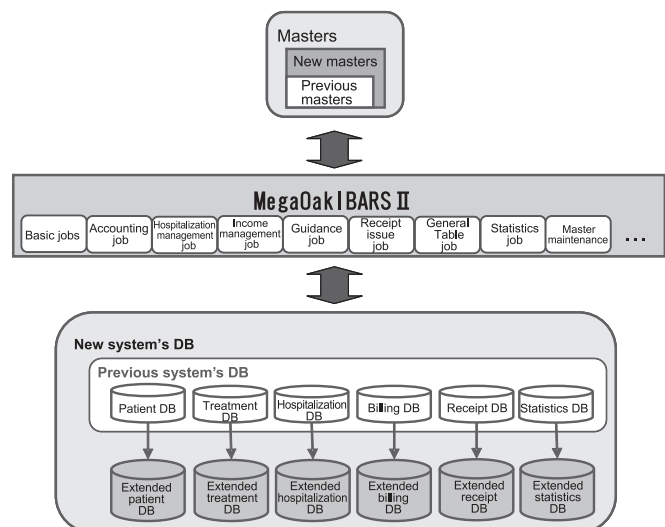 Masters
New masters
Previous
masters
MegaOakIBARS II
Basic jobs
Accounting
job
Hospitalization
management
job
Income
management
job
Guidance
job
Receipt
issue
job
General
Table
job
Statistics
job
Master
maintenance
...
New system's DB
Previous system's DB
Patient DB
Treatment
DB
Hospitalization
DB
Billing DB
Receipt DB
Statistics DB
Extended
patient
DB
Extended
treatment
DB
Extended
hospitalization
DB
Extended
billing
DB
Extended
receipt
DB
Extended
statistics
DB